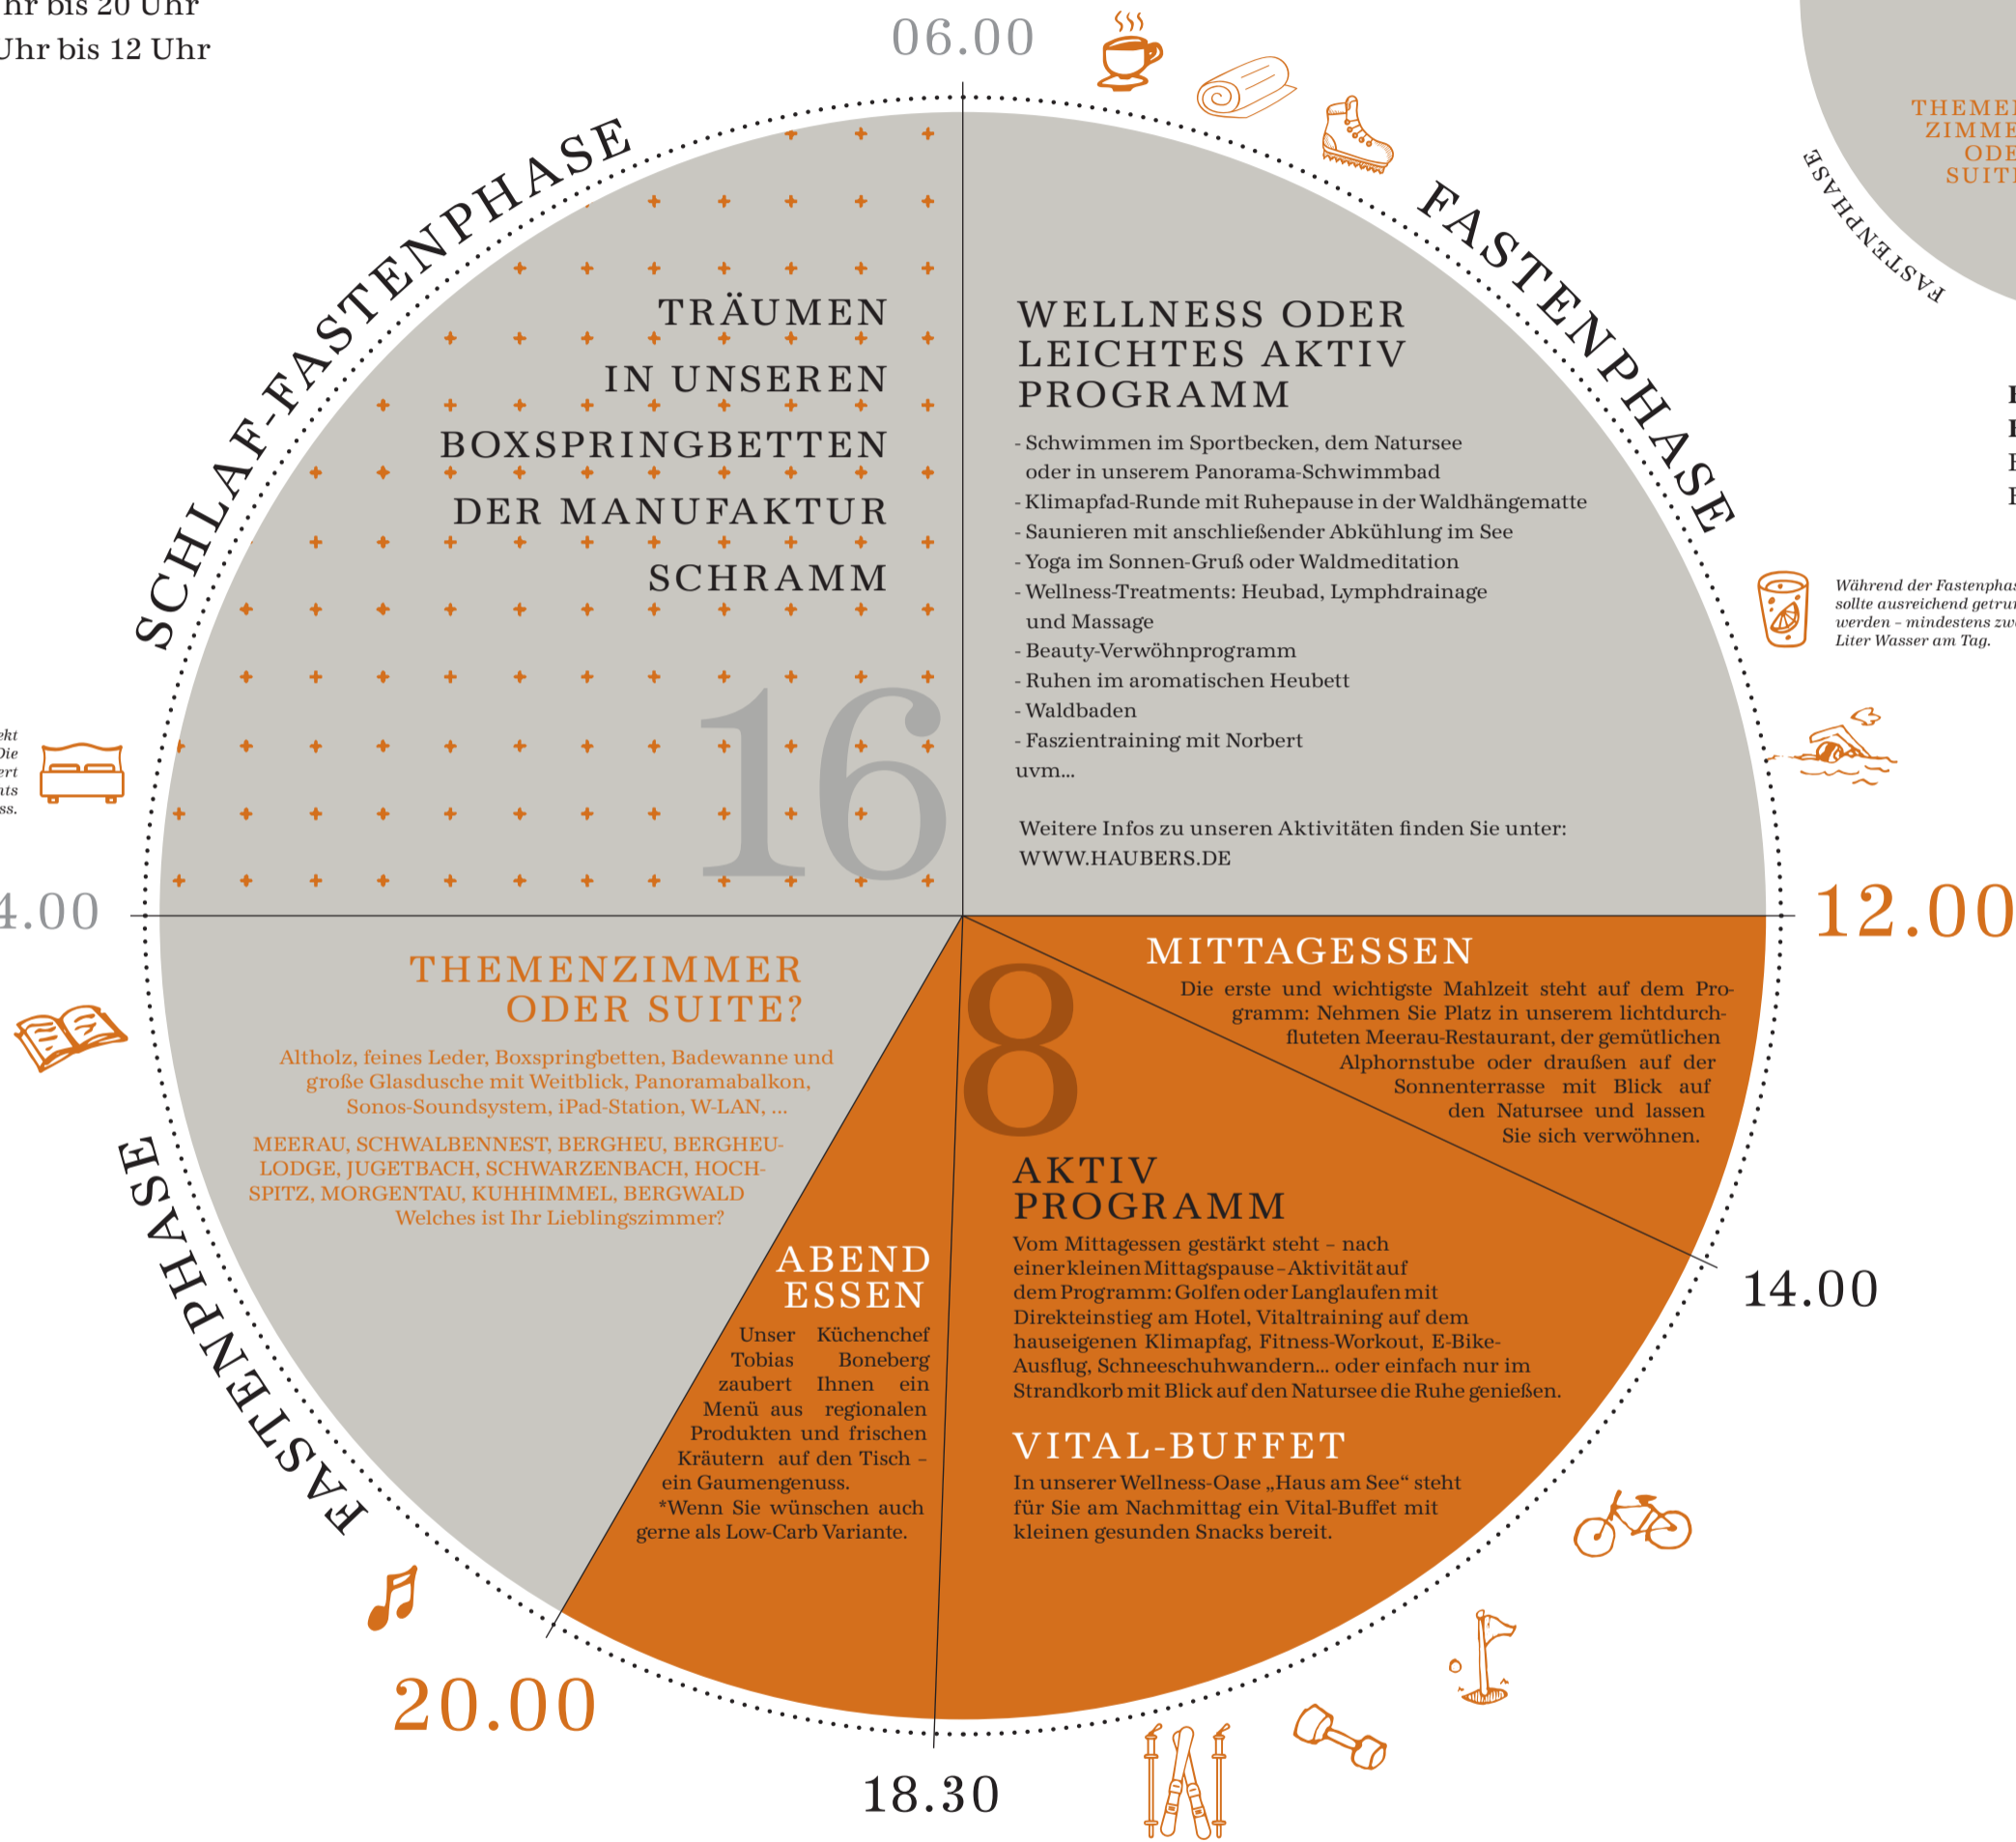 hr bis 20 Uhr
Uhr bis 12 Uhr
06.00
SCHLAF-FASTENPHASE
FASTENPHASE
THEME
ZIMME
ODE
SUIT
FASTENPHASE
TRÄUMEN
IN UNSEREN
BOXSPRINGBETTEN
DER MANUFAKTUR
SCHRAMM
16
WELLNESS ODER
LEICHTES AKTIV
PROGRAMM
- Schwimmen im Sportbecken, dem Natursee
oder in unserem Panorama-Schwimmbad
- Klimapfad-Runde mit Ruhepause in der Waldhängematte
- Saunieren mit anschließender Abkühlung im See
- Yoga im Sonnen-Gruß oder Waldmeditation
- Wellness-Treatments: Heubad, Lymphdrainage
und Massage
- Beauty-Verwöhnprogramm
- Ruhen im aromatischen Heubett
- Waldbaden
- Faszientraining mit Norbert
uvm...
Weitere Infos zu unseren Aktivitäten finden Sie unter:
WWW.HAUBERS.DE
Während der Fastenphas
sollte ausreichend getru
werden – mindestens zw
Liter Wasser am Tag.
ekt
Die
ert
hts
ss.
4.00
12.00
THEMENZIMMER
ODER SUITE?
Altholz, feines Leder, Boxspringbetten, Badewanne und
große Glasdusche mit Weitblick, Panoramabalkon,
Sonos-Soundsystem, iPad-Station, W-LAN, ...
MEERAU, SCHWALBENNEST, BERGHEU, BERGHEU-
LODGE, JUGETBACH, SCHWARZENBACH, HOCH-
SPITZ, MORGENTAU, KUHHIMMEL, BERGWALD
Welches ist Ihr Lieblingszimmer?
FASTENPHASE
8
MITTAGESSEN
Die erste und wichtigste Mahlzeit steht auf dem Pro-
gramm: Nehmen Sie Platz in unserem lichtdurch-
fluteten Meerau-Restaurant, der gemütlichen
Alphornstube oder draußen auf der
Sonnenterrasse mit Blick auf
den Natursee und lassen
Sie sich verwöhnen.
14.00
AKTIV
PROGRAMM
Vom Mittagessen gestärkt steht – nach
einer kleinen Mittagspause – Aktivität auf
dem Programm: Golfen oder Langlaufen mit
Direkteinstieg am Hotel, Vitaltraining auf dem
hauseigenen Klimapfag, Fitness-Workout, E-Bike-
Ausflug, Schneeschuhwandern... oder einfach nur im
Strandkorb mit Blick auf den Natursee die Ruhe genießen.
VITAL-BUFFET
In unserer Wellness-Oase „Haus am See“ steht
für Sie am Nachmittag ein Vital-Buffet mit
kleinen gesunden Snacks bereit.
ABEND
ESSEN
Unser Küchenchef
Tobias Boneberg
zaubert Ihnen ein
Menü aus regionalen
Produkten und frischen
Kräutern auf den Tisch –
ein Gaumengenuss.
*Wenn Sie wünschen auch
gerne als Low-Carb Variante.
20.00
18.30